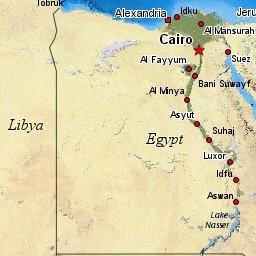 Tobruk
Alexandria
Idku
Jeru
Al Mansurah
Cairo
Suez
Al Fayyum
Bani Suwayf
Al Minya
Libya
Asyut
Egypt
Suhaj
Luxor
Idfu
Aswan
Lake
Nasser